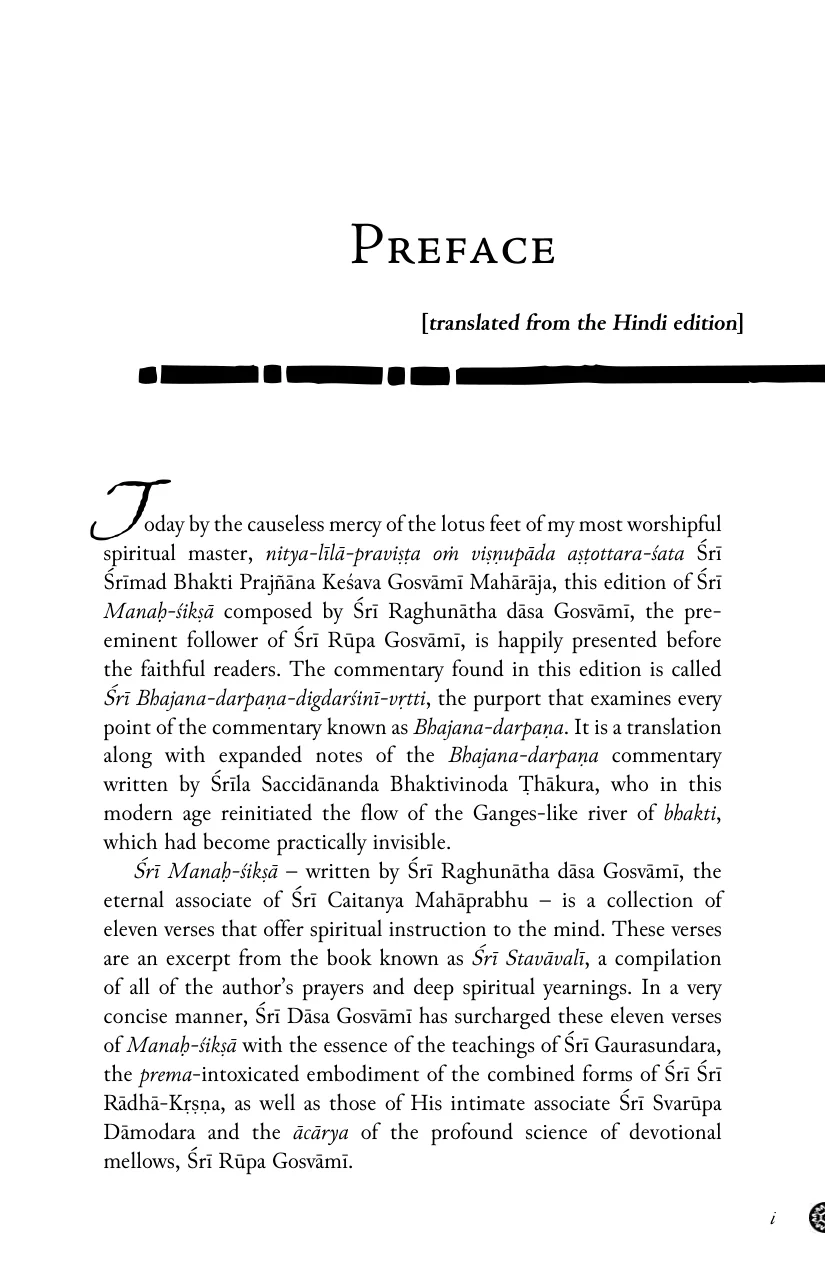 PREFACE
[translated from the Hindi edition]
Today by the causeless mercy of the lotus feet of my most worshipful
spiritual master, nitya-līlā-praviṣṭa oṁ viṣṇupāda aṣṭottara-śata Śrī
Śrīmad Bhakti Prajñāna Keśava Gosvāmī Mahārāja, this edition of Śrī
Manaḥ-śikṣā composed by Śrī Raghunātha dāsa Gosvāmī, the pre-
eminent follower of Śrī Rūpa Gosvāmī, is happily presented before
the faithful readers. The commentary found in this edition is called
Śrī Bhajana-darpaṇa-digdarśinī-vṛtti, the purport that examines every
point of the commentary known as Bhajana-darpaṇa. It is a translation
along with expanded notes of the Bhajana-darpaṇa commentary
written by Śrīla Saccidānanda Bhaktivinoda Ṭhākura, who in this
modern age reinitiated the flow of the Ganges-like river of bhakti,
which had become practically invisible.
Śrī Manaḥ-śikṣā – written by Śrī Raghunātha dāsa Gosvāmī, the
eternal associate of Śrī Caitanya Mahāprabhu – is a collection of
eleven verses that offer spiritual instruction to the mind. These verses
are an excerpt from the book known as Śrī Stavāvalī, a compilation
of all of the author’s prayers and deep spiritual yearnings. In a very
concise manner, Śrī Dāsa Gosvāmī has surcharged these eleven verses
of Manaḥ-śikṣā with the essence of the teachings of Śrī Gaurasundara,
the prema-intoxicated embodiment of the combined forms of Śrī Śrī
Rādhā-Kṛṣṇa, as well as those of His intimate associate Śrī Svarūpa
Dāmodara and the ācārya of the profound science of devotional
mellows, Śrī Rūpa Gosvāmī.
i